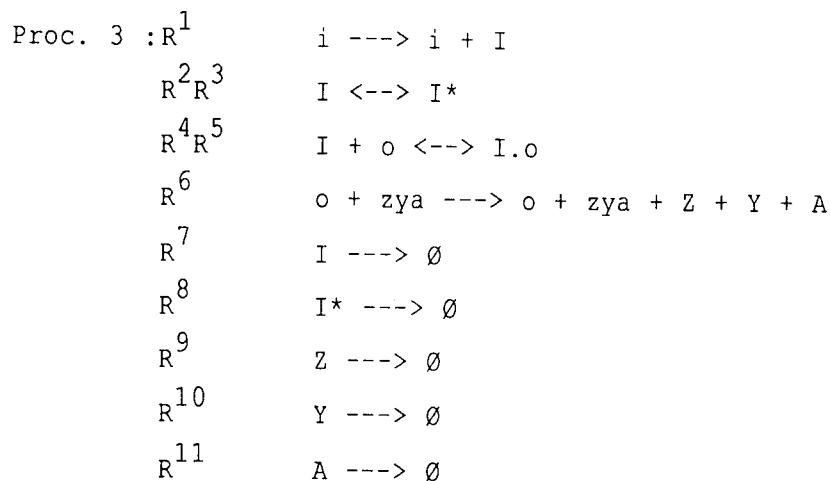 Proc. 3 :R¹ i ---> i + I
R²R³ I <--> I*
R⁴R⁵ I + o <--> I.o
R⁶ o + zya ---> o + zya + Z + Y + A
R⁷ I ---> Ø
R⁸ I* ---> Ø
R⁹ Z ---> Ø
R¹⁰ Y ---> Ø
R¹¹ A ---> Ø